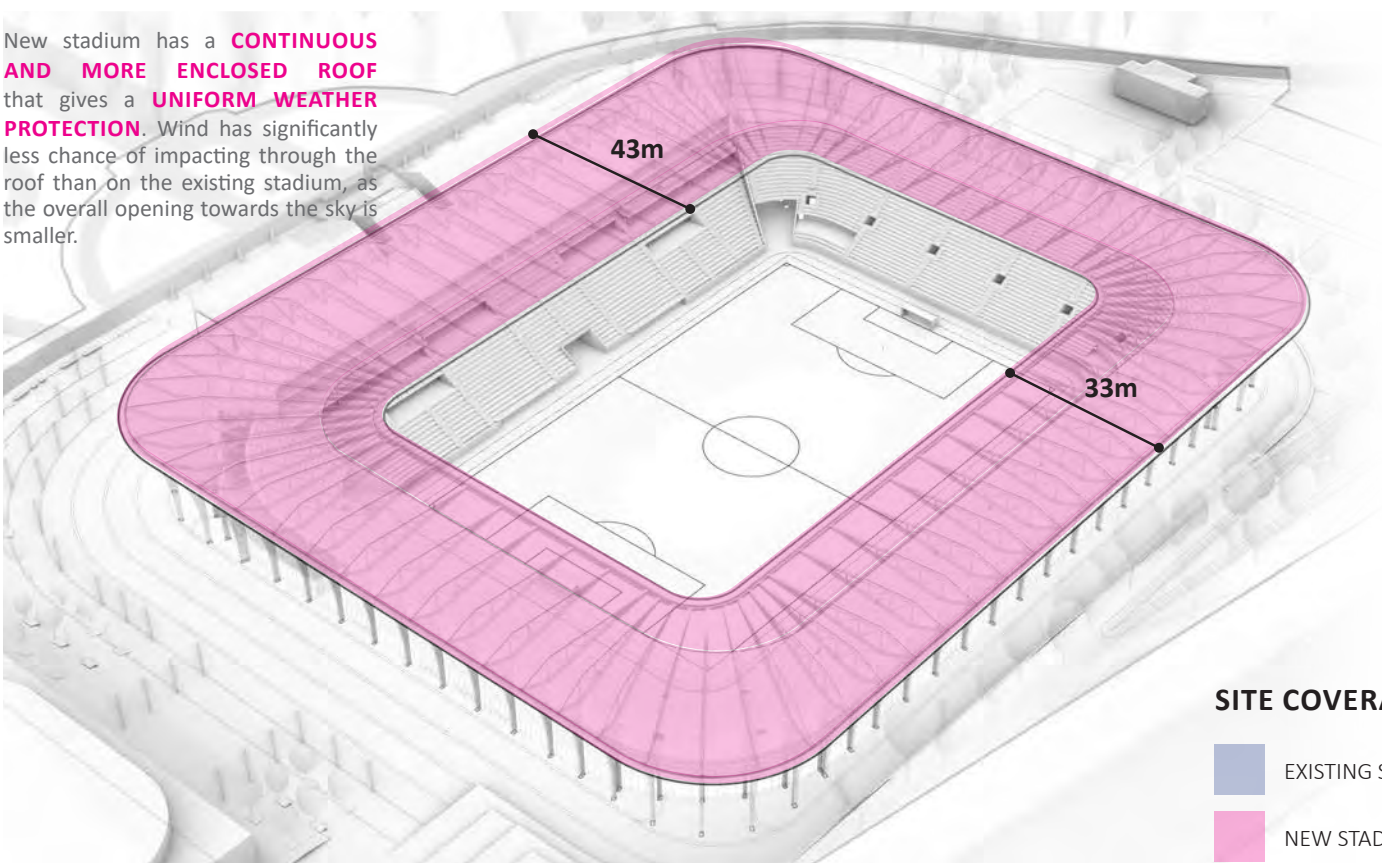 New stadium has a CONTINUOUS
AND MORE ENCLOSED ROOF
that gives a UNIFORM WEATHER
PROTECTION. Wind has significantly
less chance of impacting through the
roof than on the existing stadium, as
the overall opening towards the sky is
smaller.
43m
33m
SITE COVERA
EXISTING S
NEW STAD